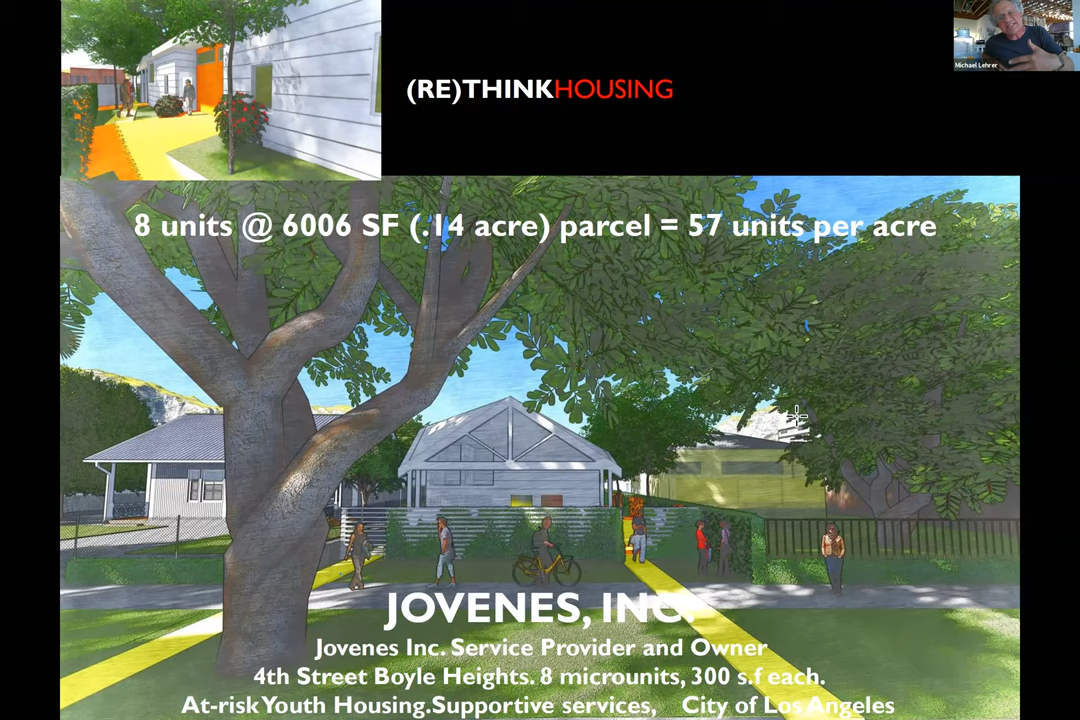 Michael Lehrer
(RE)THINKHOUSING
8 units @ 6006 SF (.14 acre) parcel = 57 units per acre
JOVENES, INC.
Jovenes Inc. Service Provider and Owner
4th Street Boyle Heights. 8 microunits, 300 s.f each.
At-risk Youth Housing.Supportive services, City of Los Angeles